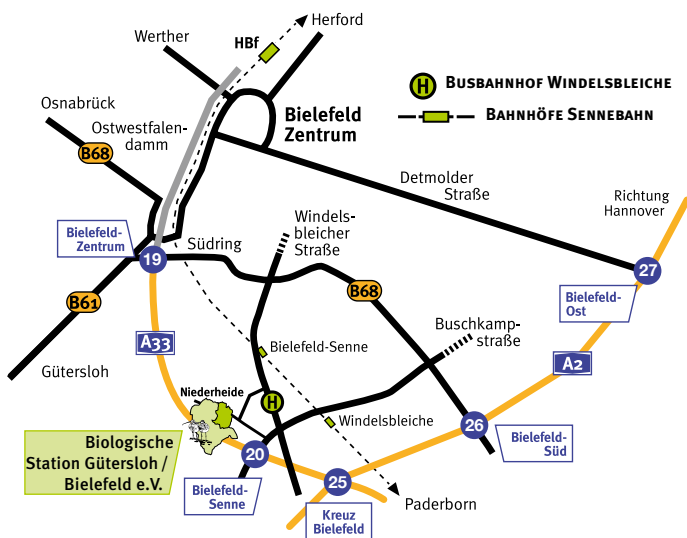 Herford
HBf
Werther
H Busbahnhof Windelsbleiche
Osnabrück
Bahnhöfe Sennebahn
Ostwestfalen-
damm
Bielefeld
Zentrum
B68
Detmolder
Straße
Richtung
Hannover
Windels-
bleicher
Straße
Bielefeld-
Zentrum
Südring
19
27
B68
B61
Bielefeld-
Ost
Buschkamp-
straße
A33
Bielefeld-Senne
A2
Gütersloh
Niederheide
H
Windelsbleiche
26
Biologische
Station Gütersloh /
Bielefeld e.V.
Bielefeld-
Süd
20
25
Bielefeld-
Senne
Paderborn
Kreuz
Bielefeld